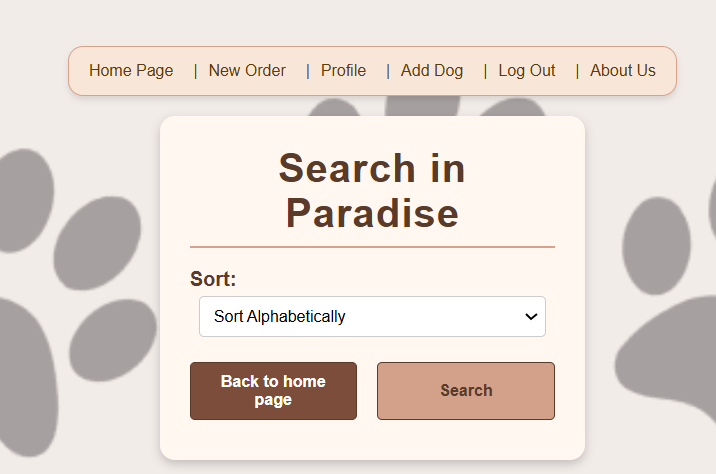 Home Page | New Order | Profile | Add Dog | Log Out | About Us
Search in
Paradise
Sort:
Sort Alphabetically
Back to home
page
Search